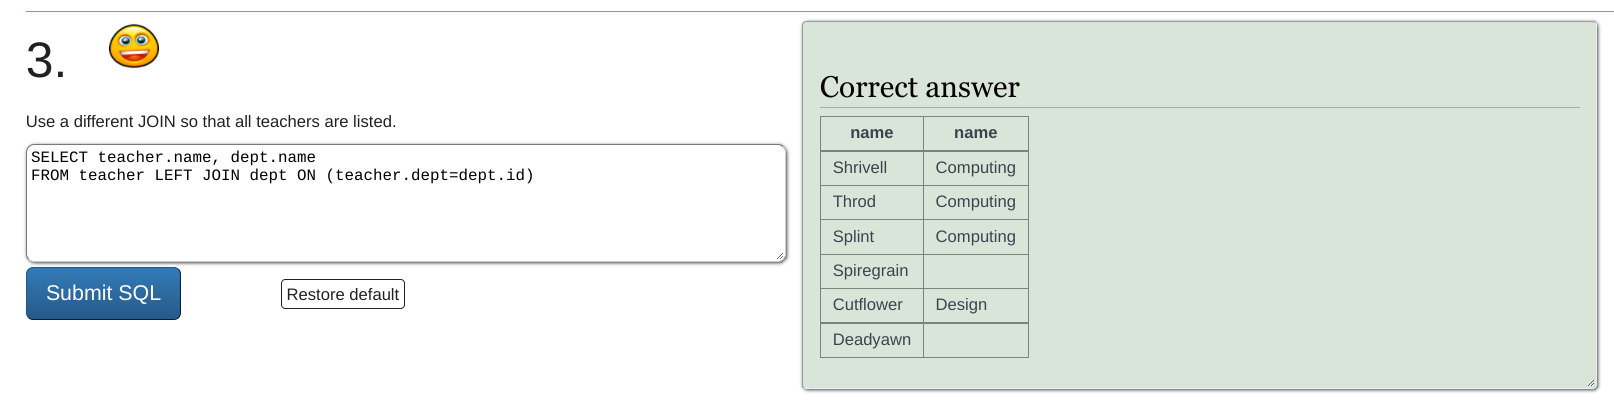 3.
Use a different JOIN so that all teachers are listed.
SELECT teacher.name, dept.name
FROM teacher LEFT JOIN dept ON (teacher.dept=dept.id)
Submit SQL
Restore default
Correct answer
name name
Shrivell Computing
Throd Computing
Splint Computing
Spiregrain
Cutflower Design
Deadyawn